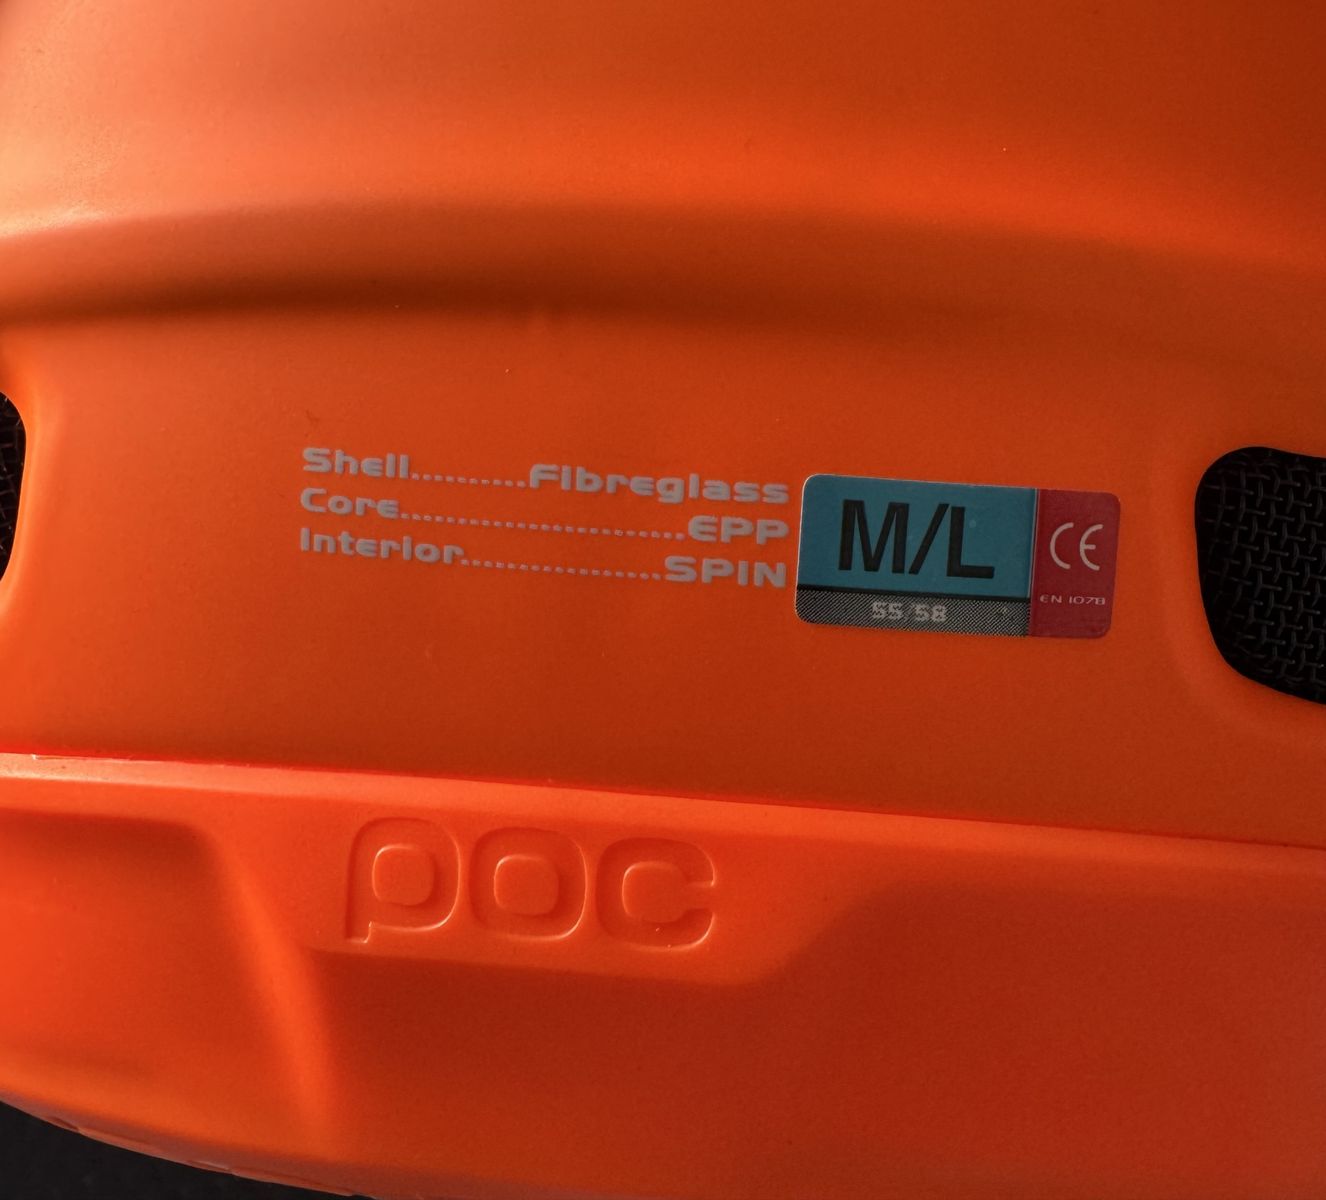 Shell..........Fibreglass
Core.........................EPP
Interior..................SPIN
M/L
55/58
CE
EN 1078
POC